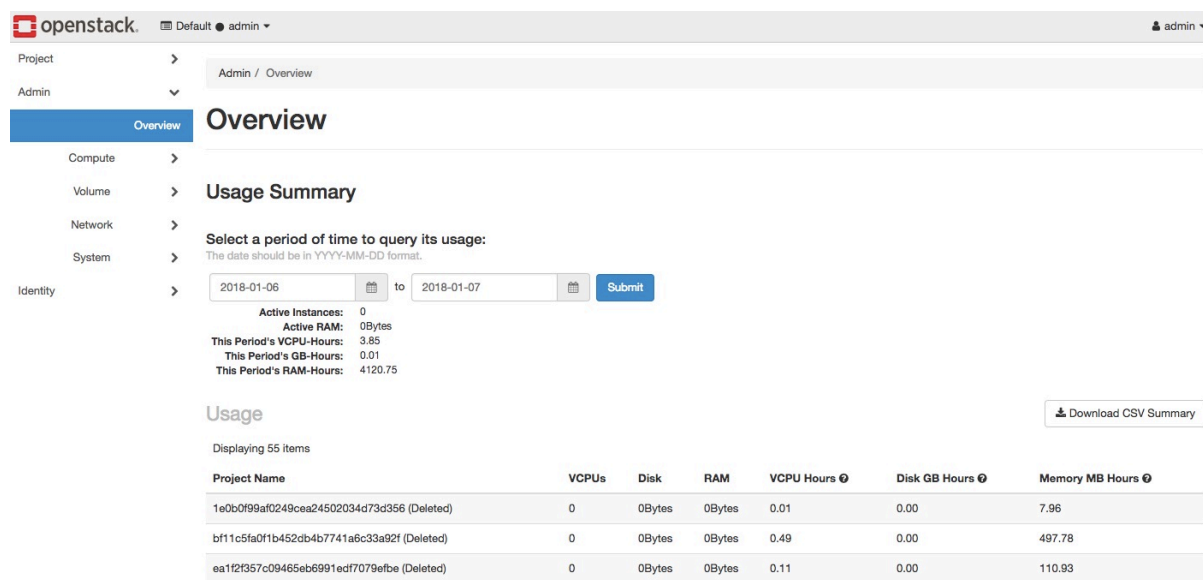 openstack. Default ● admin admin
Project
Admin
Overview
Compute
Volume
Network
System
Identity
Admin / Overview
Overview
Usage Summary
Select a period of time to query its usage:
The date should be in YYYY-MM-DD format.
2018-01-06 to 2018-01-07 Submit
Active Instances: 0
Active RAM: 0Bytes
This Period's VCPU-Hours: 3.85
This Period's GB-Hours: 0.01
This Period's RAM-Hours: 4120.75
Usage Download CSV Summary
Displaying 55 items
Project Name VCPUs Disk RAM VCPU Hours Disk GB Hours Memory MB Hours
1e0b0f99af0249cea24502034d73d356 (Deleted) 0 0Bytes 0Bytes 0.01 0.00 7.96
bf11c5fa0f1b452db4b7741a6c33a92f (Deleted) 0 0Bytes 0Bytes 0.49 0.00 497.78
ea1f2f357c09465eb6991edf7079efbe (Deleted) 0 0Bytes 0Bytes 0.11 0.00 110.93